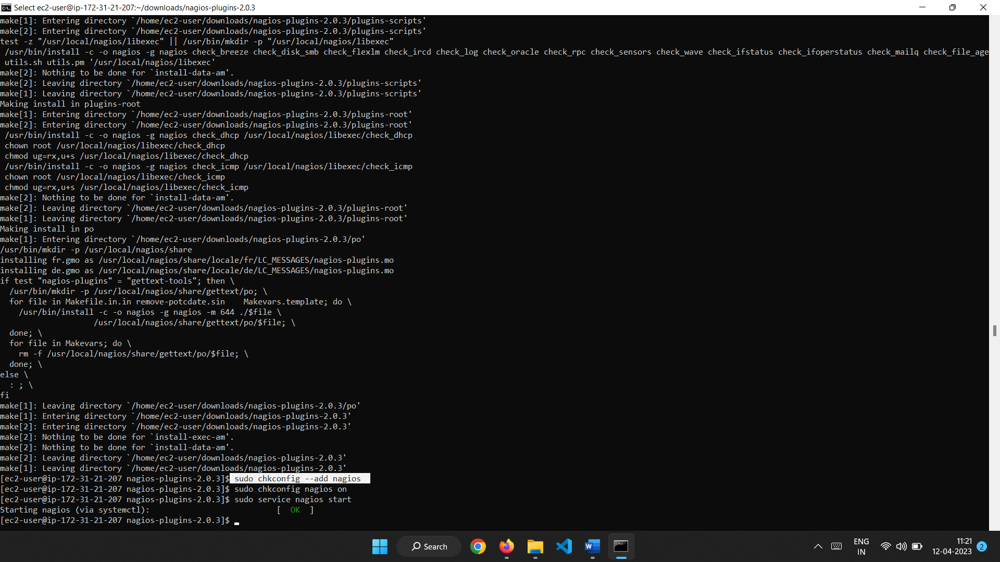 Select ec2-user@ip-172-31-21-207:~/downloads/nagios-plugins-2.0.3
make[1]: Entering directory `/home/ec2-user/downloads/nagios-plugins-2.0.3/plugins-scripts'
make[2]: Entering directory `/home/ec2-user/downloads/nagios-plugins-2.0.3/plugins-scripts'
test -z "/usr/local/nagios/libexec" || /usr/bin/mkdir -p "/usr/local/nagios/libexec"
 /usr/bin/install -c -o nagios -g nagios check_breeze check_disk_smb check_flexlm check_ircd check_log check_oracle check_rpc check_sensors check_wave check_ifstatus check_ifoperstatus check_mailq check_file_age
 utils.sh utils.pm '/usr/local/nagios/libexec'
make[2]: Nothing to be done for `install-data-am'.
make[2]: Leaving directory `/home/ec2-user/downloads/nagios-plugins-2.0.3/plugins-scripts'
make[1]: Leaving directory `/home/ec2-user/downloads/nagios-plugins-2.0.3/plugins-scripts'
Making install in plugins-root
make[1]: Entering directory `/home/ec2-user/downloads/nagios-plugins-2.0.3/plugins-root'
make[2]: Entering directory `/home/ec2-user/downloads/nagios-plugins-2.0.3/plugins-root'
 /usr/bin/install -c -o nagios -g nagios check_dhcp /usr/local/nagios/libexec/check_dhcp
 chown root /usr/local/nagios/libexec/check_dhcp
 chmod ug=rx,u+s /usr/local/nagios/libexec/check_dhcp
 /usr/bin/install -c -o nagios -g nagios check_icmp /usr/local/nagios/libexec/check_icmp
 chown root /usr/local/nagios/libexec/check_icmp
 chmod ug=rx,u+s /usr/local/nagios/libexec/check_icmp
make[2]: Nothing to be done for `install-data-am'.
make[2]: Leaving directory `/home/ec2-user/downloads/nagios-plugins-2.0.3/plugins-root'
make[1]: Leaving directory `/home/ec2-user/downloads/nagios-plugins-2.0.3/plugins-root'
Making install in po
make[1]: Entering directory `/home/ec2-user/downloads/nagios-plugins-2.0.3/po'
/usr/bin/mkdir -p /usr/local/nagios/share
installing fr.gmo as /usr/local/nagios/share/locale/fr/LC_MESSAGES/nagios-plugins.mo
installing de.gmo as /usr/local/nagios/share/locale/de/LC_MESSAGES/nagios-plugins.mo
if test "nagios-plugins" = "gettext-tools"; then \
  /usr/bin/mkdir -p /usr/local/nagios/share/gettext/po; \
  for file in Makefile.in.in remove-potcdate.sin    Makevars.template; do \
    /usr/bin/install -c -o nagios -g nagios -m 644 ./$file \
                    /usr/local/nagios/share/gettext/po/$file; \
  done; \
  for file in Makevars; do \
    rm -f /usr/local/nagios/share/gettext/po/$file; \
  done; \
else \
  : ; \
fi
make[1]: Leaving directory `/home/ec2-user/downloads/nagios-plugins-2.0.3/po'
make[1]: Entering directory `/home/ec2-user/downloads/nagios-plugins-2.0.3'
make[2]: Entering directory `/home/ec2-user/downloads/nagios-plugins-2.0.3'
make[2]: Nothing to be done for `install-exec-am'.
make[2]: Nothing to be done for `install-data-am'.
make[2]: Leaving directory `/home/ec2-user/downloads/nagios-plugins-2.0.3'
make[1]: Leaving directory `/home/ec2-user/downloads/nagios-plugins-2.0.3'
[ec2-user@ip-172-31-21-207 nagios-plugins-2.0.3]$ sudo chkconfig --add nagios
[ec2-user@ip-172-31-21-207 nagios-plugins-2.0.3]$ sudo chkconfig nagios on
[ec2-user@ip-172-31-21-207 nagios-plugins-2.0.3]$ sudo service nagios start
Starting nagios (via systemctl):                           [  OK  ]
[ec2-user@ip-172-31-21-207 nagios-plugins-2.0.3]$
Search
ENG
IN
11:21
12-04-2023
2